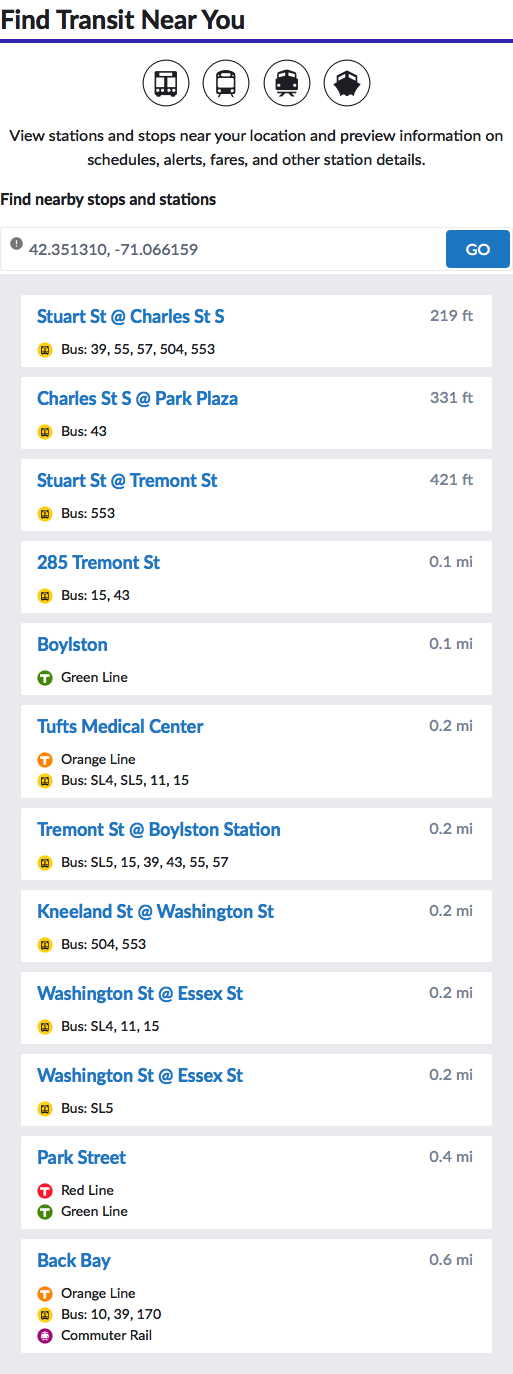 Find Transit Near You
View stations and stops near your location and preview information on
schedules, alerts, fares, and other station details.
Find nearby stops and stations
42.351310, -71.066159
GO
Stuart St @ Charles St S
219 ft
Bus: 39, 55, 57, 504, 553
Charles St S @ Park Plaza
331 ft
Bus: 43
Stuart St @ Tremont St
421 ft
Bus: 553
285 Tremont St
0.1 mi
Bus: 15, 43
Boylston
0.1 mi
Green Line
Tufts Medical Center
0.2 mi
Orange Line
Bus: SL4, SL5, 11, 15
Tremont St @ Boylston Station
0.2 mi
Bus: SL5, 15, 39, 43, 55, 57
Kneeland St @ Washington St
0.2 mi
Bus: 504, 553
Washington St @ Essex St
0.2 mi
Bus: SL4, 11, 15
Washington St @ Essex St
0.2 mi
Bus: SL5
Park Street
0.4 mi
Red Line
Green Line
Back Bay
0.6 mi
Orange Line
Bus: 10, 39, 170
Commuter Rail